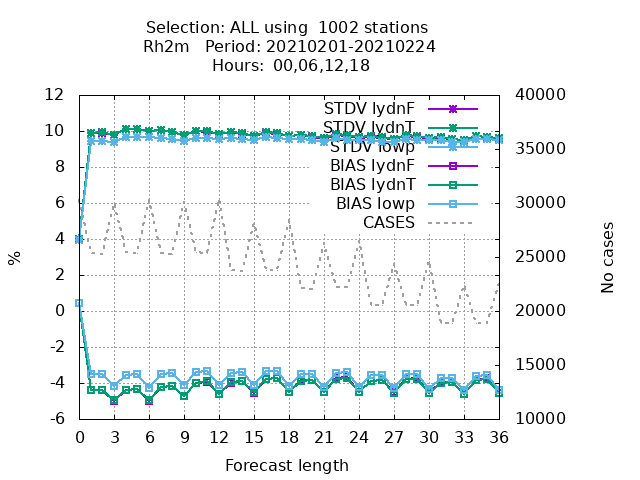 Selection: ALL using  1002 stations
Rh2m   Period: 20210201-20210224
Hours:  00,06,12,18
12
10
8
6
4
2
0
-2
-4
-6
%
STDV lydnF
STDV lydnT
STDV lowp
BIAS lydnF
BIAS lydnT
BIAS lowp
CASES
40000
35000
30000
25000
20000
15000
10000
No cases
0 3 6 9 12 15 18 21 24 27 30 33 36
Forecast length